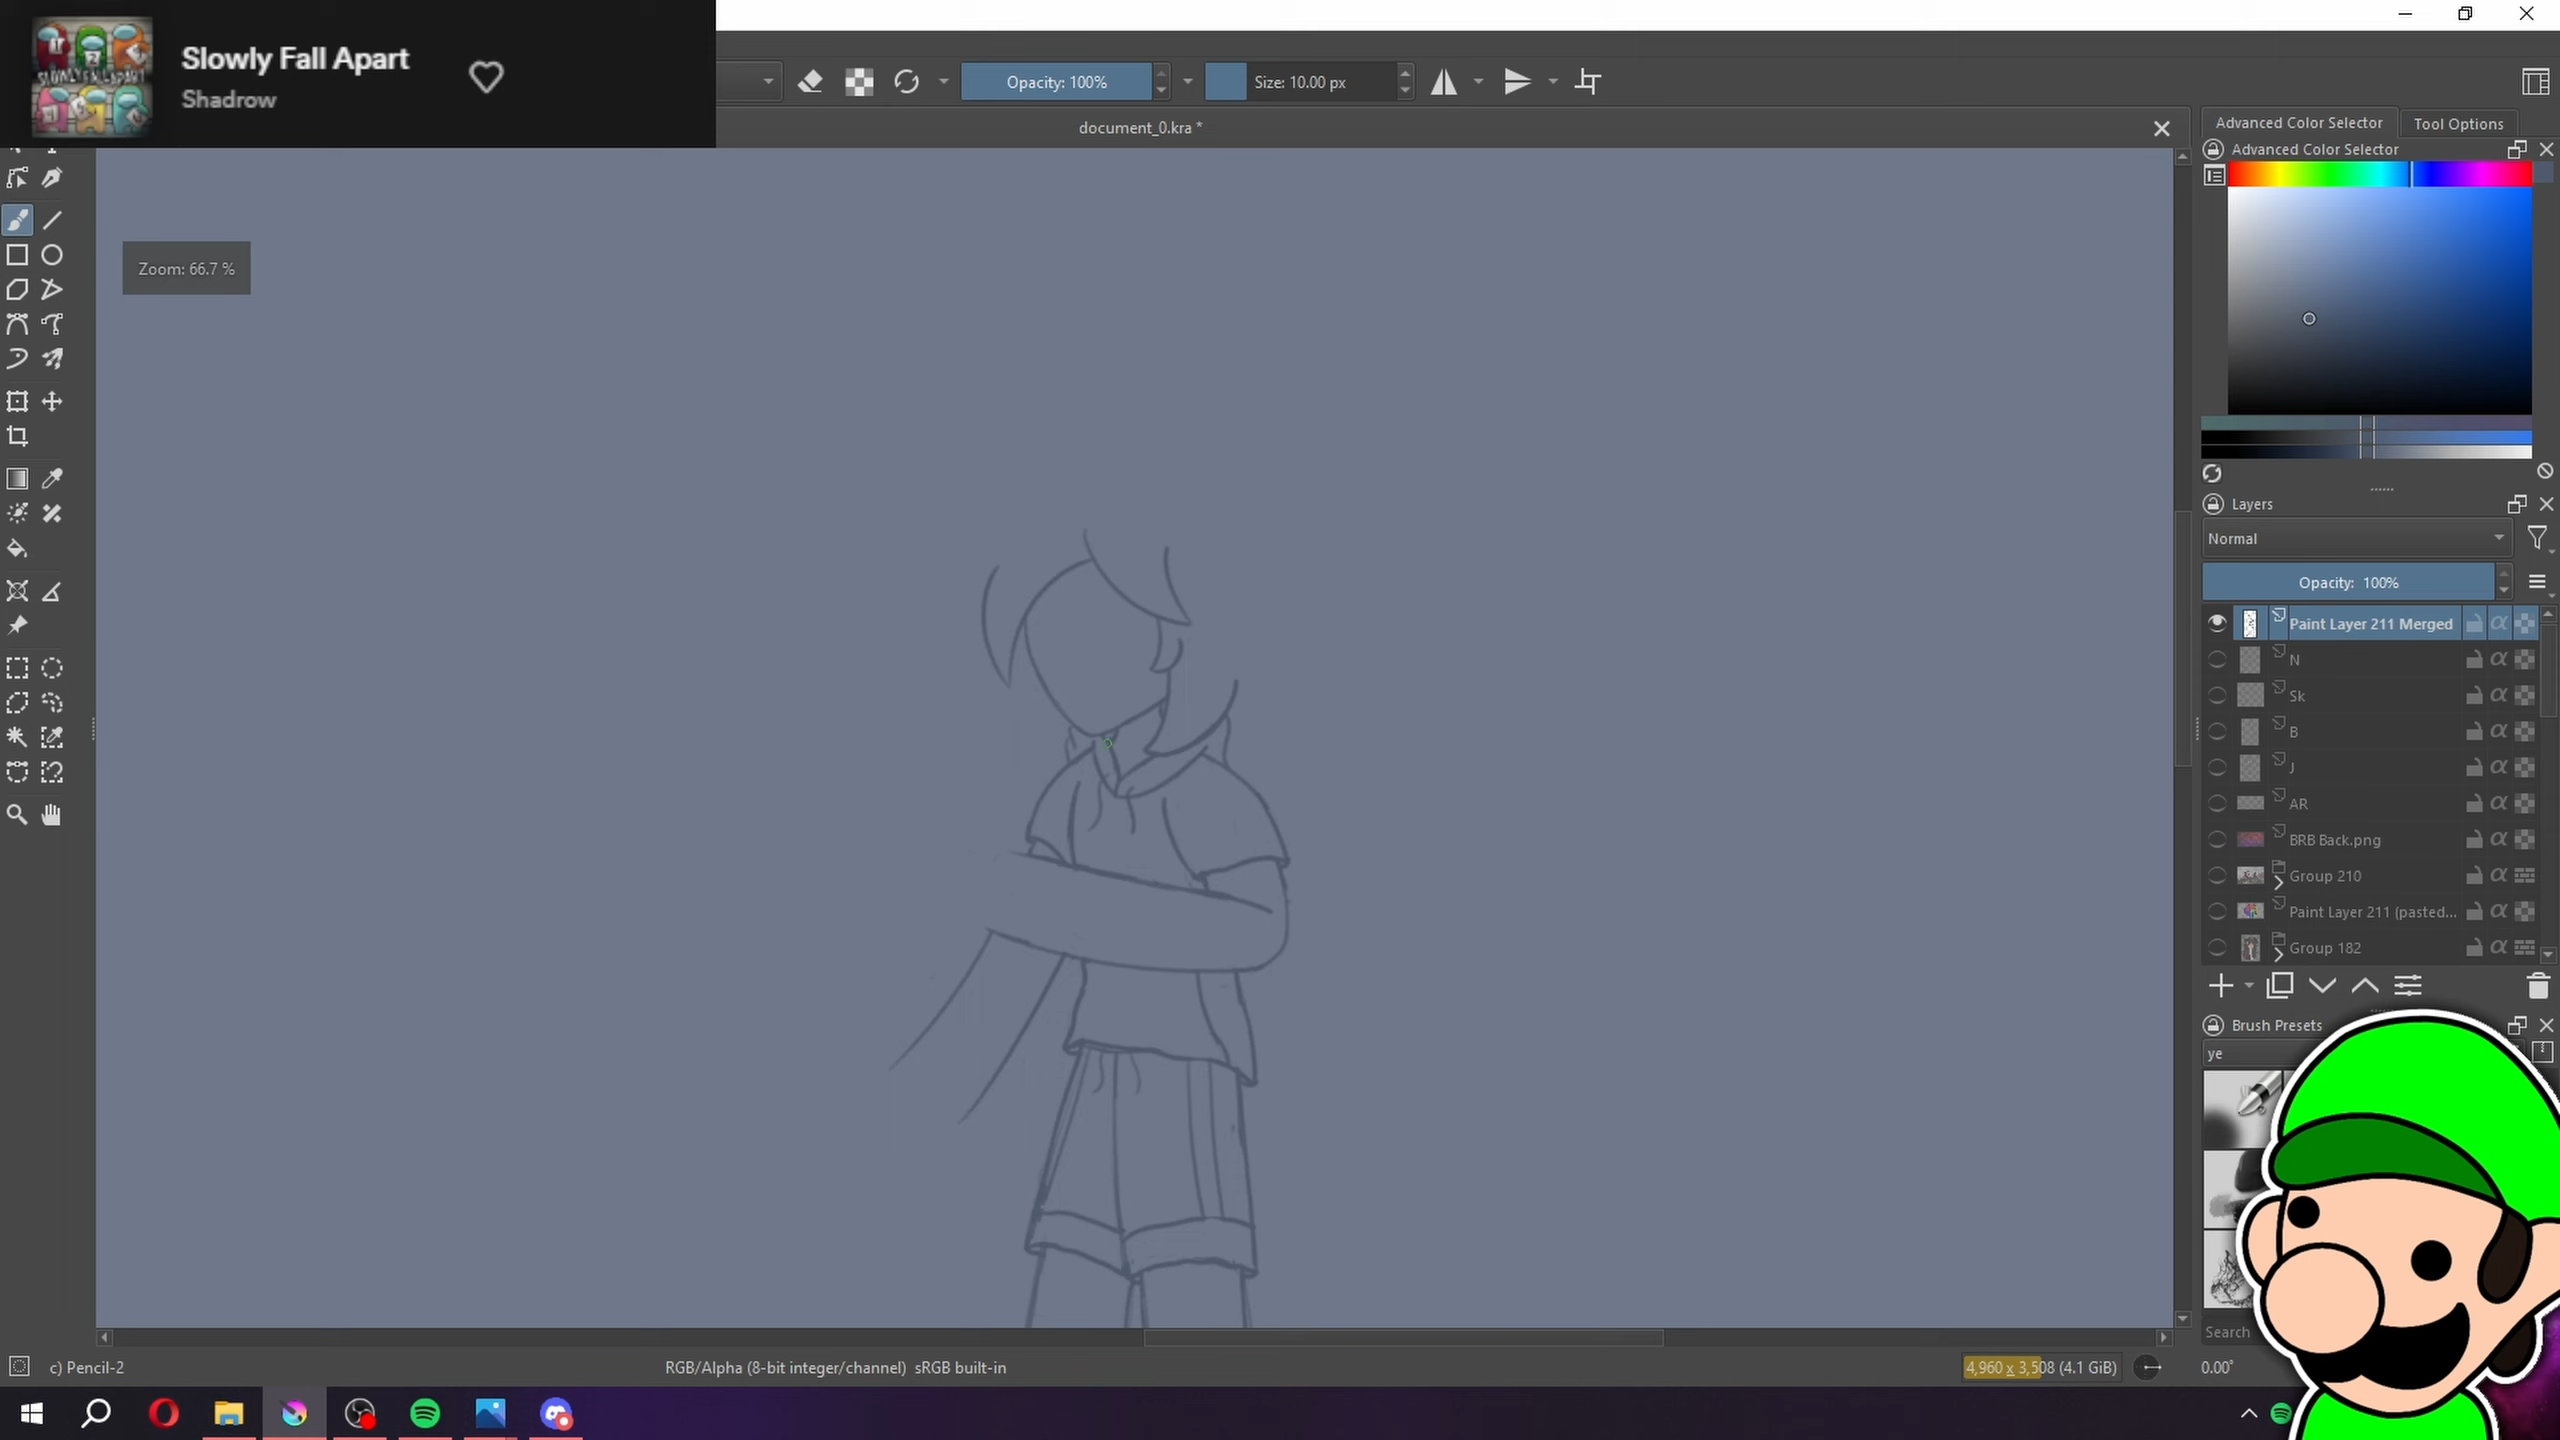 Slowly Fall Apart
Shadrow
Opacity: 100%
Size: 10.00 px
document_0.kra *
Advanced Color Selector
Tool Options
Advanced Color Selector
Zoom: 66.7 %
Layers
Normal
Opacity: 100%
Paint Layer 211 Merged
N
Sk
B
J
AR
BRB Back.png
Group 210
Paint Layer 211 (pasted...
Group 182
Brush Presets
ye
Search
c) Pencil-2
RGB/Alpha (8-bit integer/channel) sRGB built-in
4,960 x 3,508 (4.1 GiB)
0.00°